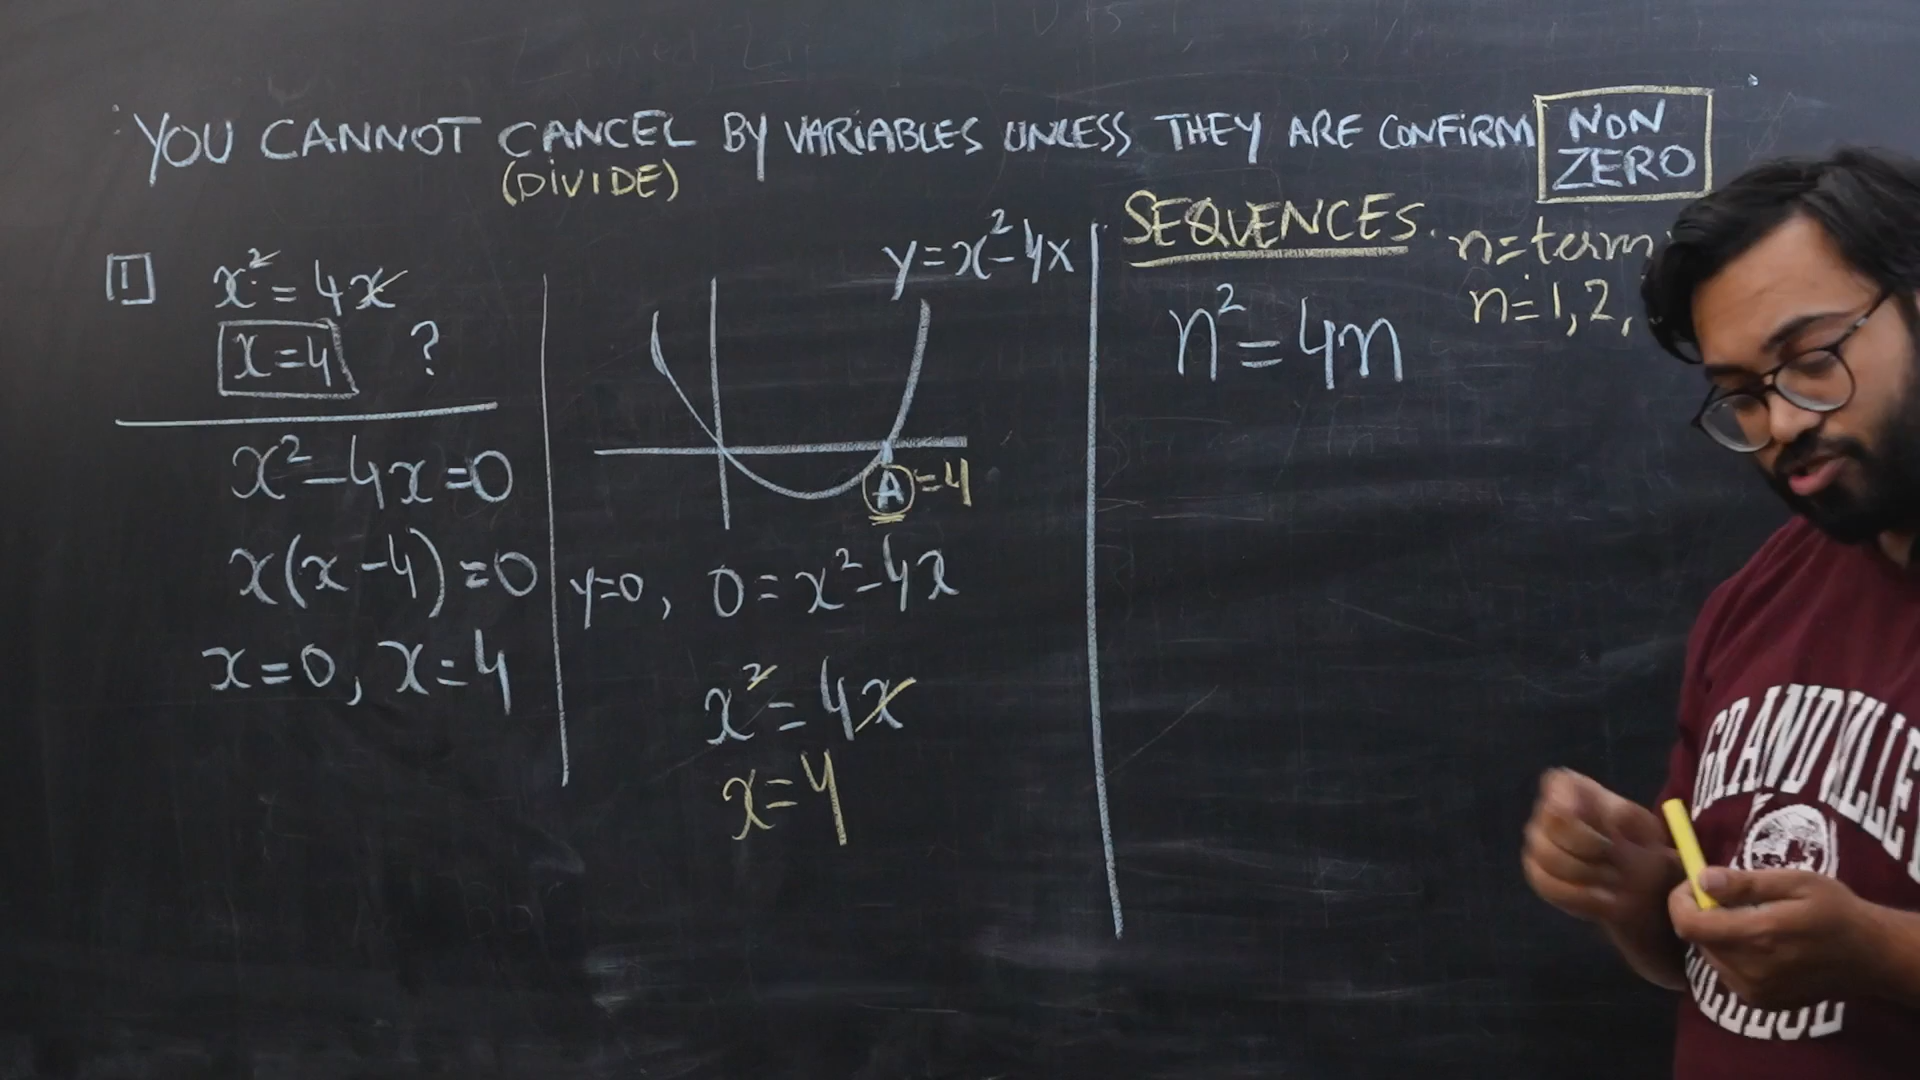 YOU CANNOT CANCEL BY VARIABLES UNLESS THEY ARE CONFIRM NON ZERO
(DIVIDE)
1
x² = 4x
x=4 ?
x²-4x=0
x(x-4)=0
x=0, x=4
y=x²-4x
A=4
y=0, 0=x²-4x
x² = 4x
x=4
SEQUENCES.
n=term
n=1,2,
n²=4n
COLLEGE